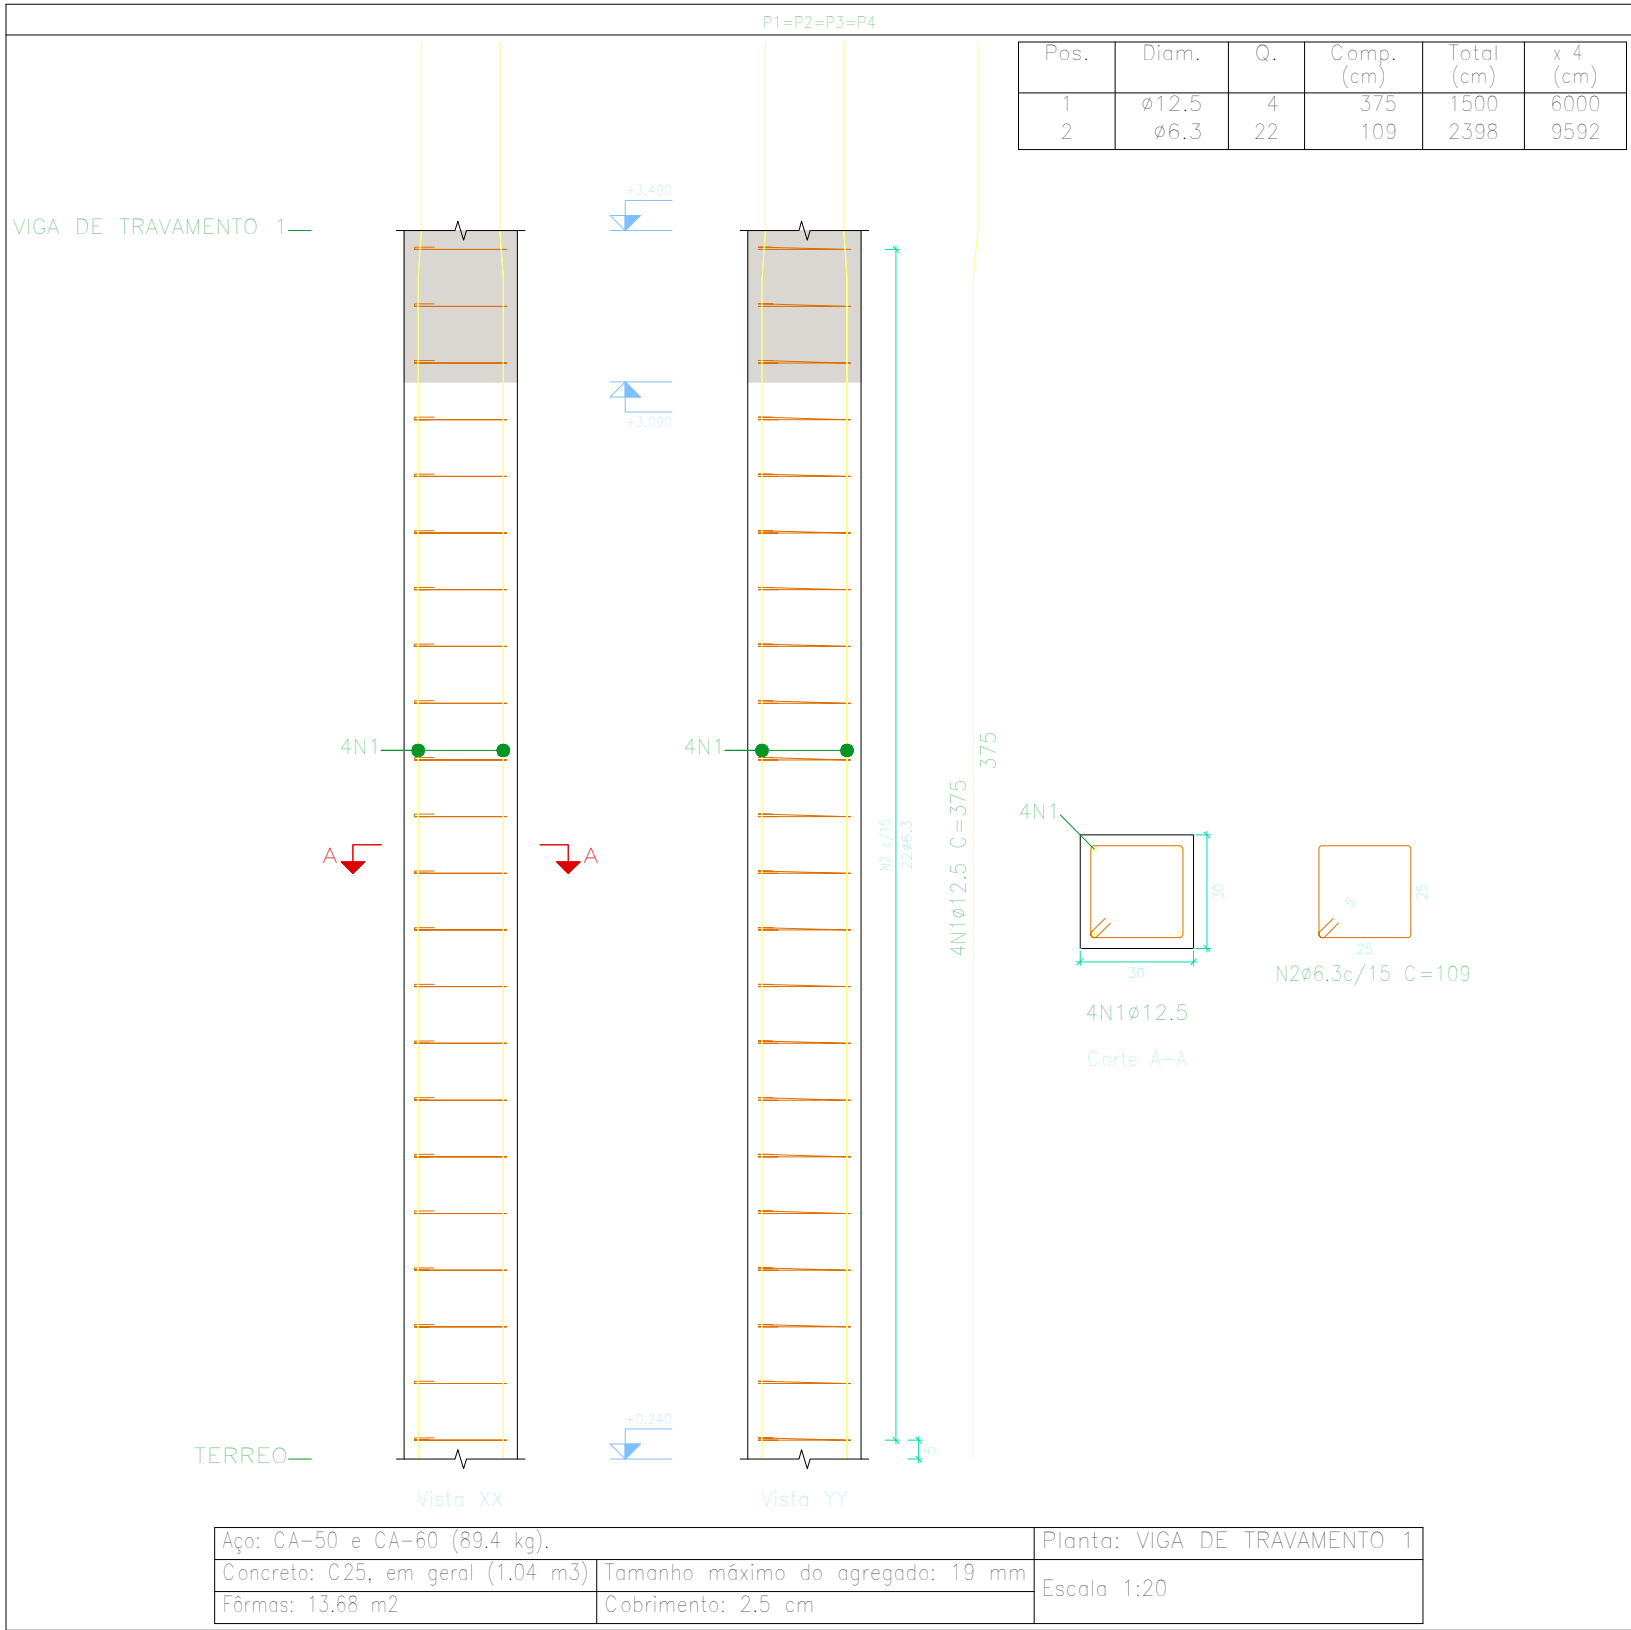 P1=P2=P3=P4
Pos. Diam. Q. Comp. (cm) Total (cm) x 4 (cm)
1 ø12.5 4 375 1500 6000
2 ø6.3 22 109 2398 9592
+3.490
VIGA DE TRAVAMENTO 1
+3.090
4N1
4N1
A
A
N2 c/15
22ø6.3
4N1ø12.5 C=375
375
4N1
30
30
4N1ø12.5
Corte A-A
5
25
25
N2ø6.3c/15 C=109
+0.240
TERREO
5
Vista XX
Vista YY
Aço: CA-50 e CA-60 (89.4 kg).
Planta: VIGA DE TRAVAMENTO 1
Concreto: C25, em geral (1.04 m3)
Tamanho máximo do agregado: 19 mm
Escala 1:20
Fôrmas: 13.68 m2
Cobrimento: 2.5 cm